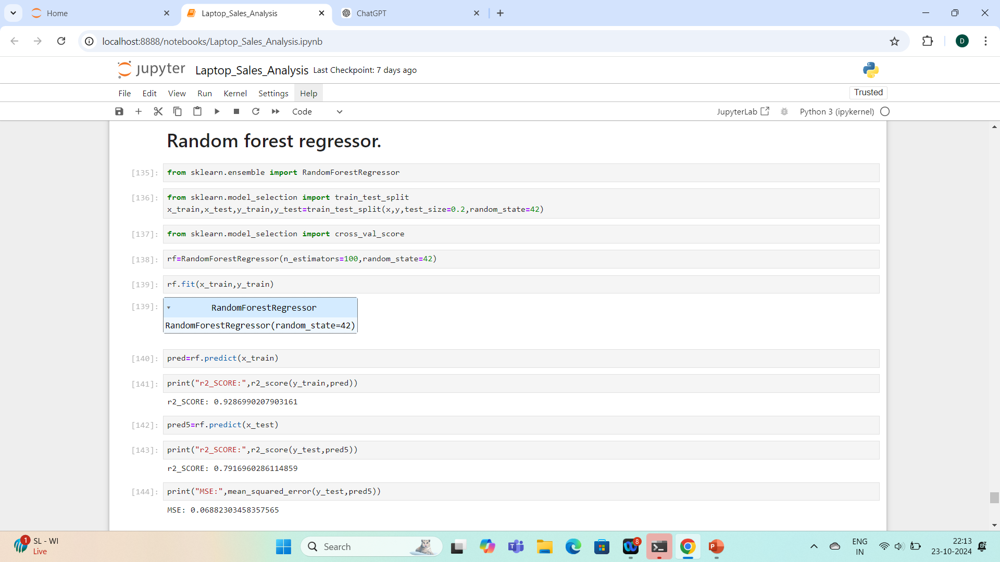 Home
Laptop_Sales_Analysis
ChatGPT
localhost:8888/notebooks/Laptop_Sales_Analysis.ipynb
D
jupyter Laptop_Sales_Analysis Last Checkpoint: 7 days ago
File Edit View Run Kernel Settings Help
Trusted
Code
JupyterLab
Python 3 (ipykernel)
Random forest regressor.
[135]: from sklearn.ensemble import RandomForestRegressor
[136]: from sklearn.model_selection import train_test_split
x_train,x_test,y_train,y_test=train_test_split(x,y,test_size=0.2,random_state=42)
[137]: from sklearn.model_selection import cross_val_score
[138]: rf=RandomForestRegressor(n_estimators=100,random_state=42)
[139]: rf.fit(x_train,y_train)
[139]: RandomForestRegressor
RandomForestRegressor(random_state=42)
[140]: pred=rf.predict(x_train)
[141]: print("r2_SCORE:",r2_score(y_train,pred))
r2_SCORE: 0.9286990207903161
[142]: pred5=rf.predict(x_test)
[143]: print("r2_SCORE:",r2_score(y_test,pred5))
r2_SCORE: 0.7916960286114859
[144]: print("MSE:",mean_squared_error(y_test,pred5))
MSE: 0.06882303458357565
1
SL - WI
Live
Search
8
ENG
IN
22:13
23-10-2024